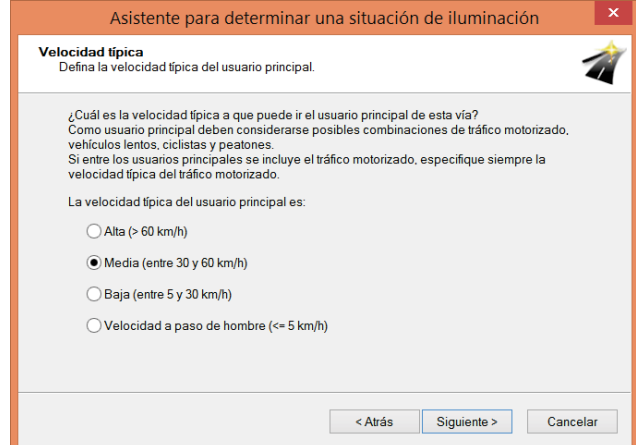 Asistente para determinar una situación de iluminación
Velocidad típica
Defina la velocidad típica del usuario principal.
¿Cuál es la velocidad típica a que puede ir el usuario principal de esta vía?
Como usuario principal deben considerarse posibles combinaciones de tráfico motorizado,
vehículos lentos, ciclistas y peatones.
Si entre los usuarios principales se incluye el tráfico motorizado, especifique siempre la
velocidad típica del tráfico motorizado.
La velocidad típica del usuario principal es:
Alta (> 60 km/h)
Media (entre 30 y 60 km/h)
Baja (entre 5 y 30 km/h)
Velocidad a paso de hombre (<= 5 km/h)
< Atrás
Siguiente >
Cancelar